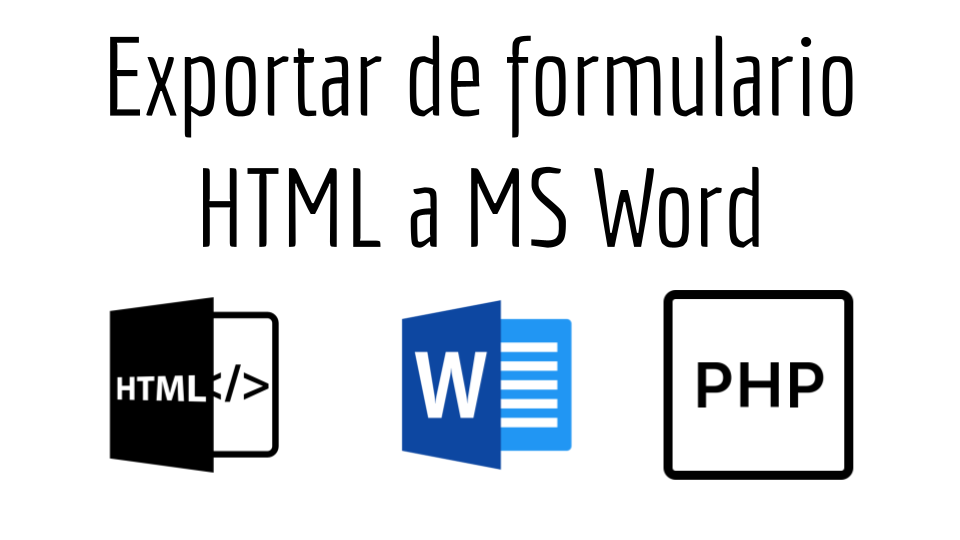 Exportar de formulario
HTML a MS Word
HTML </>
W
PHP